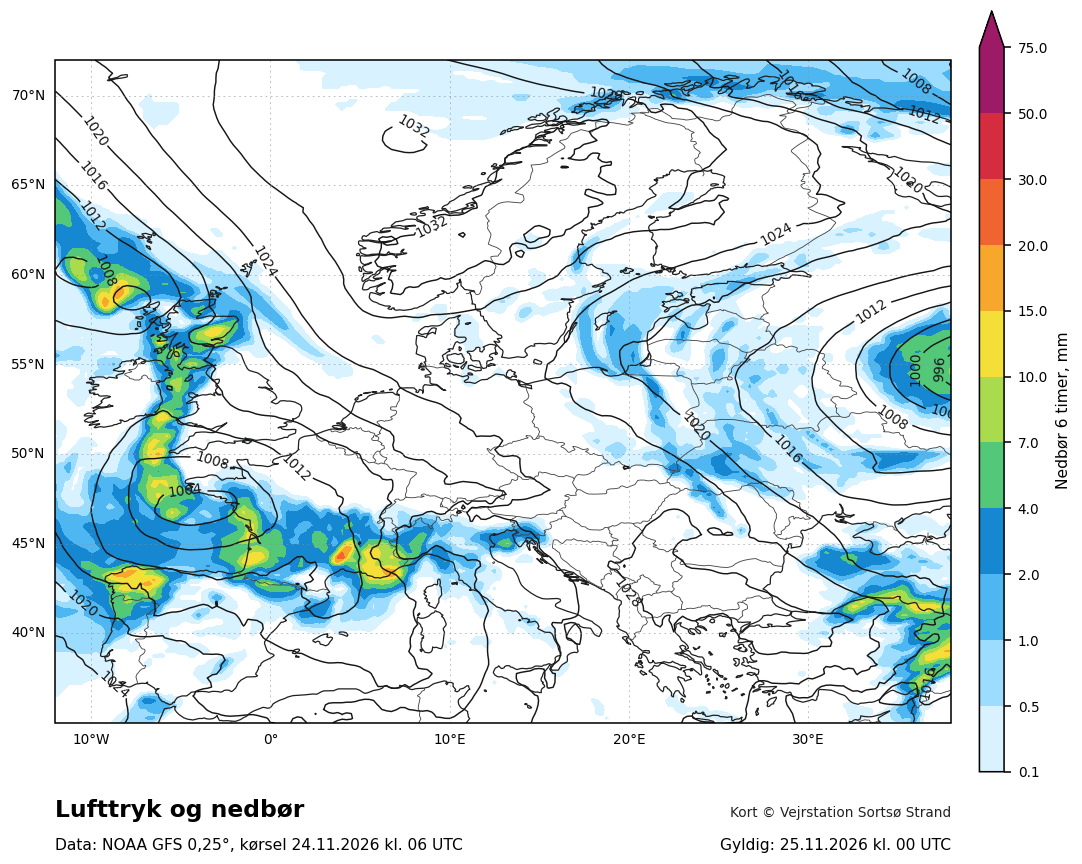 75.0
50.0
30.0
20.0
15.0
10.0
7.0
4.0
2.0
1.0
0.5
0.1
Nedbør 6 timer, mm
70°N
65°N
60°N
55°N
50°N
45°N
40°N
10°W
0°
10°E
20°E
30°E
1020
1016
1012
1008
1024
1032
1032
1028
1016
1008
1012
1020
1024
1012
1000
996
1008
1016
1020
1008
1004
1012
1020
1024
1028
1016
Lufttryk og nedbør
Kort © Vejrstation Sortsø Strand
Data: NOAA GFS 0,25°, kørsel 24.11.2026 kl. 06 UTC
Gyldig: 25.11.2026 kl. 00 UTC